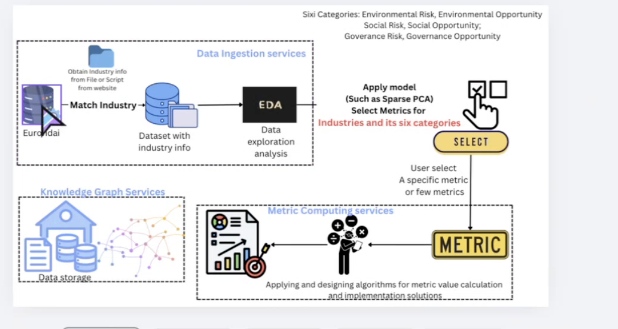 Sixi Categories: Environmental Risk, Environmental Opportunity
Social Risk, Social Opportunity;
Goverance Risk, Governance Opportunity
Data Ingestion services
Obtain Industry Info
from File or Script
from website
Match Industry
Dataset with
industry info
EDA
Data
exploration
analysis
Apply model
(Such as Sparse PCA)
Select Metrics for
Industries and its six categories
SELECT
User select
A specific metric
or few metrics
Knowledge Graph Services
Data storage
Metric Computing services
METRIC
Applying and designing algorithms for metric value calculation
and implementation solutions